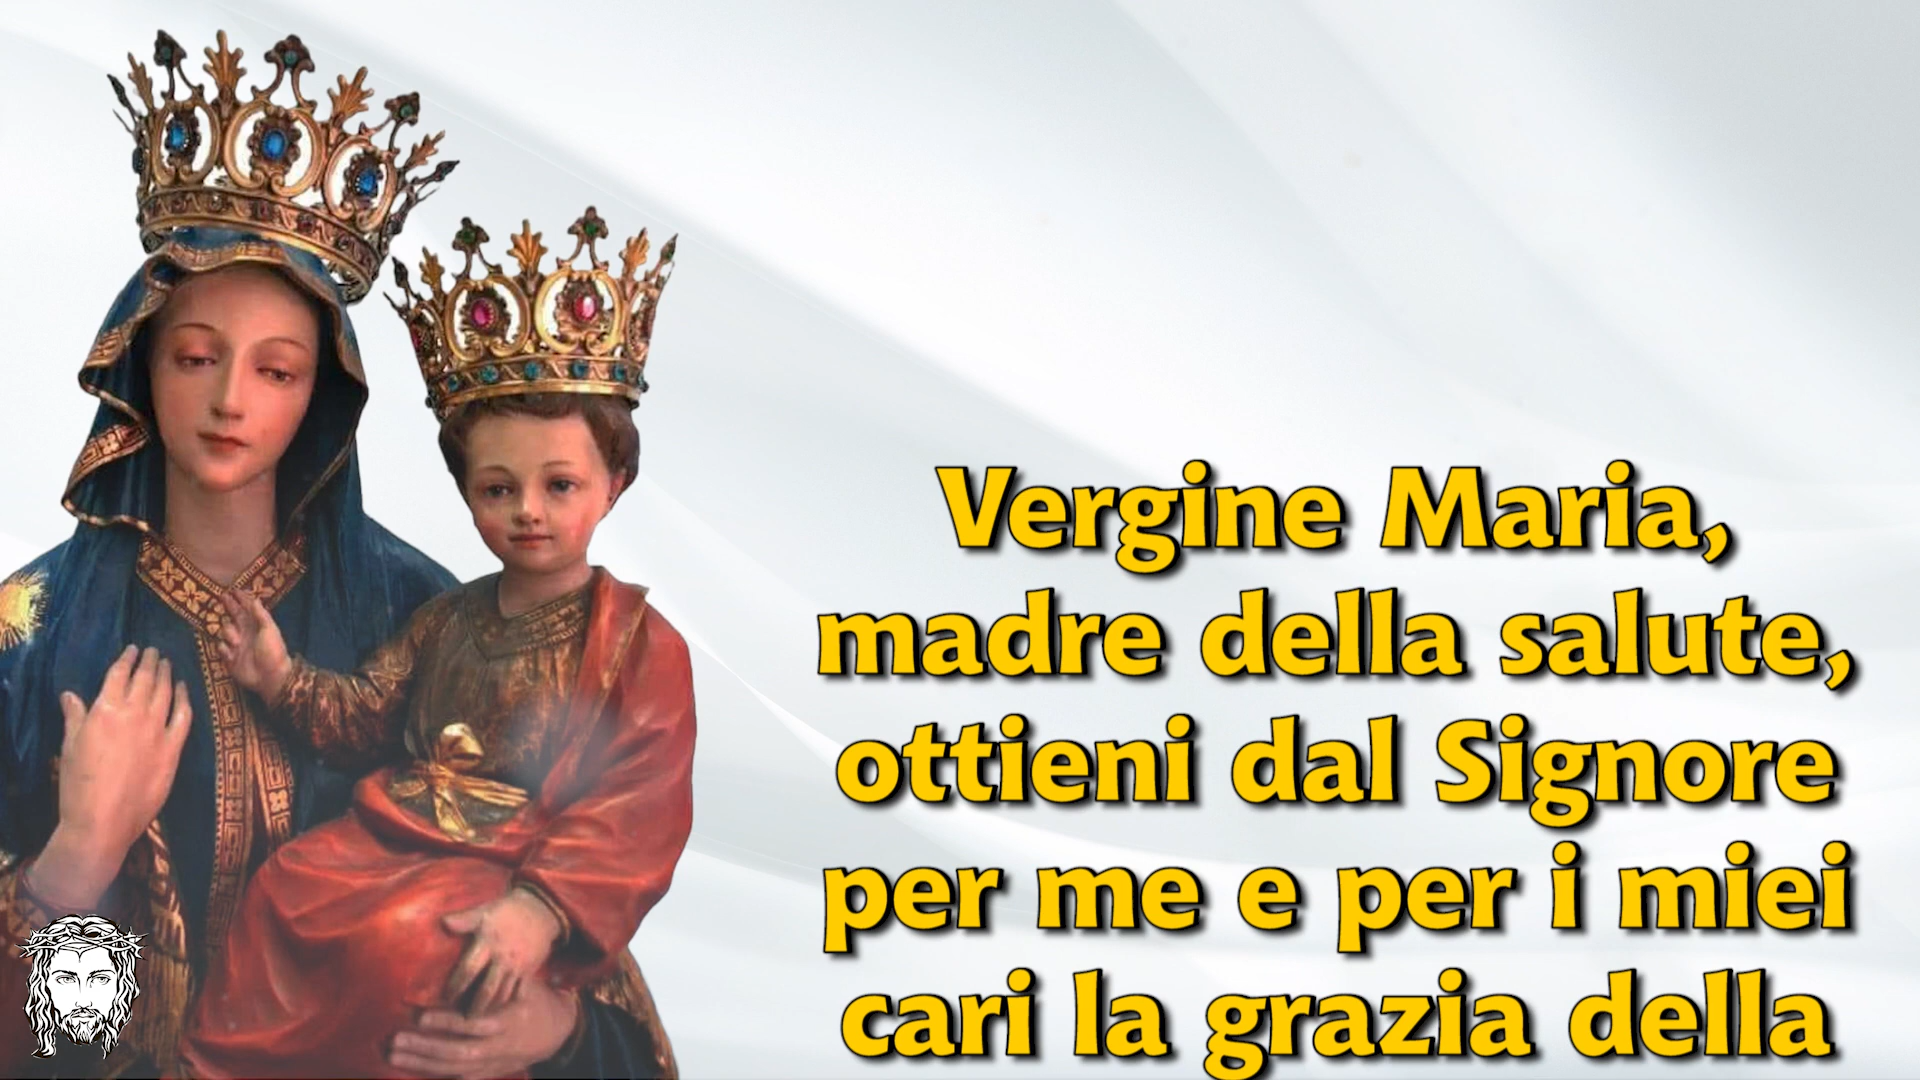 Vergine Maria,
madre della salute,
ottieni dal Signore
per me e per i miei
cari la grazia della